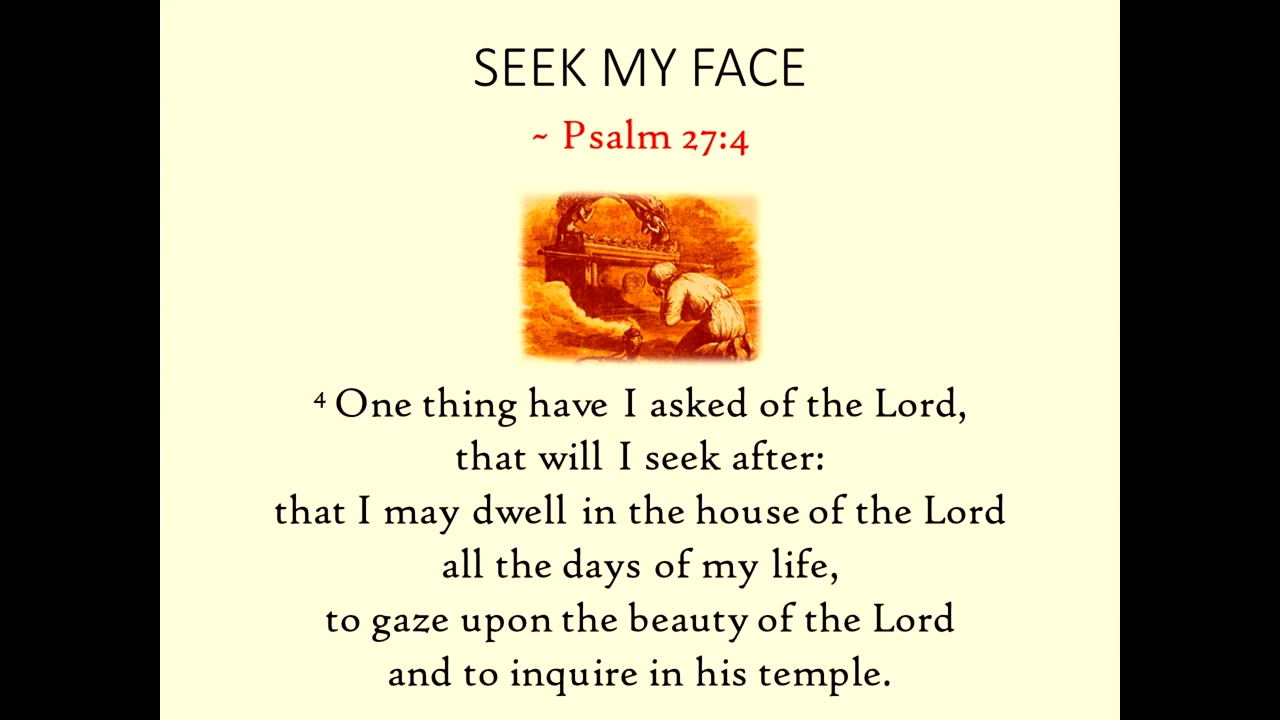 SEEK MY FACE
~ Psalm 27:4
⁴ One thing have I asked of the Lord,
that will I seek after:
that I may dwell in the house of the Lord
all the days of my life,
to gaze upon the beauty of the Lord
and to inquire in his temple.